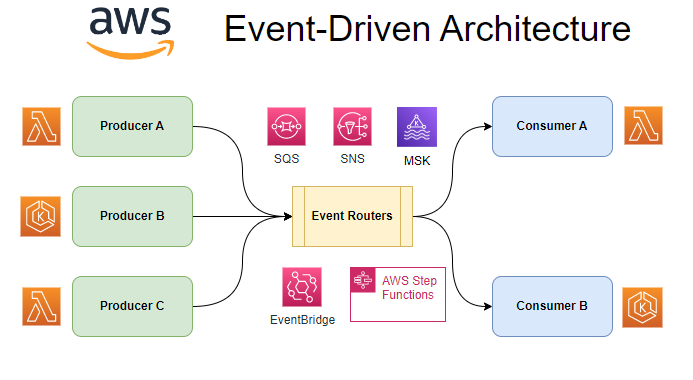 aws
Event-Driven Architecture
Producer A
SQS
SNS
MSK
Consumer A
Producer B
Event Routers
Producer C
EventBridge
AWS Step
Functions
Consumer B